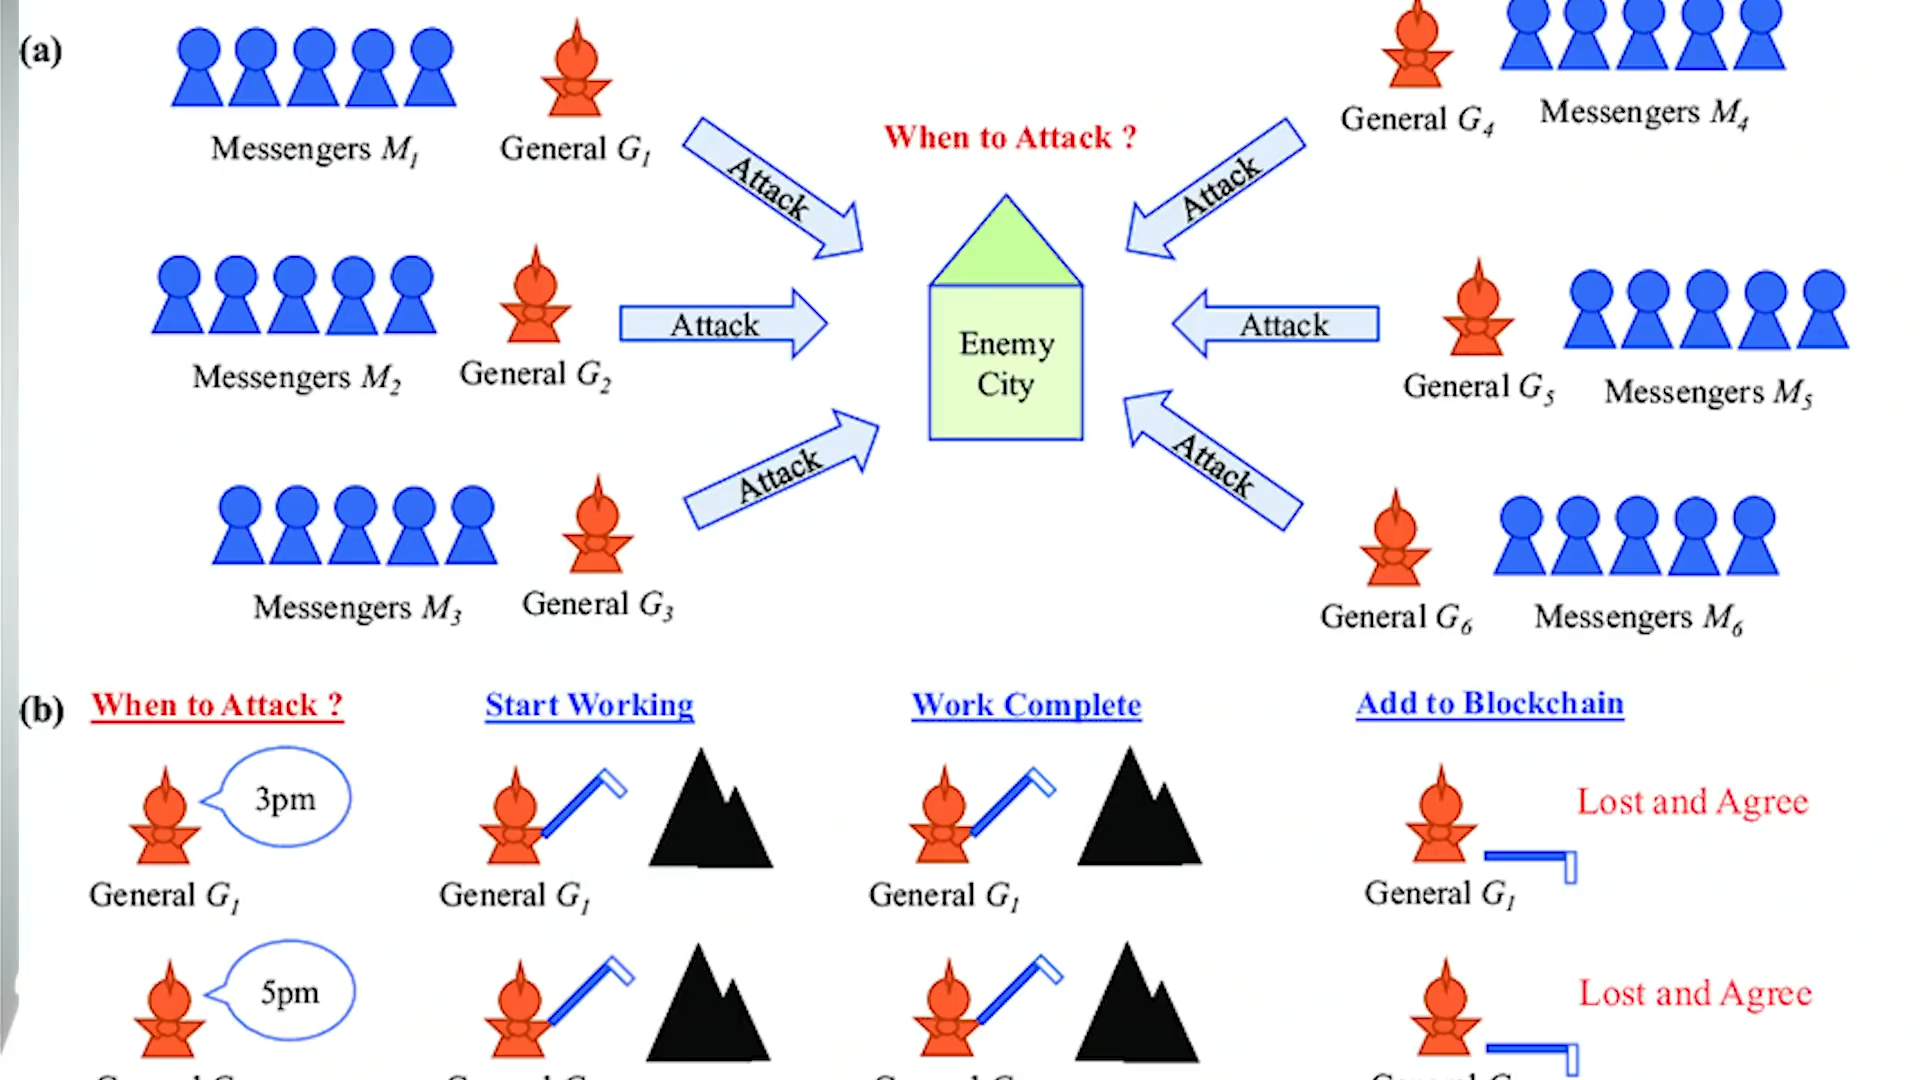 (a)
Messengers M1
General G1
Attack
When to Attack ?
Attack
General G4
Messengers M4
Messengers M2
General G2
Attack
Enemy
City
Attack
General G5
Messengers M5
Messengers M3
General G3
Attack
Attack
General G6
Messengers M6
(b)
When to Attack ?
Start Working
Work Complete
Add to Blockchain
3pm
Lost and Agree
General G1
General G1
General G1
General G1
5pm
Lost and Agree